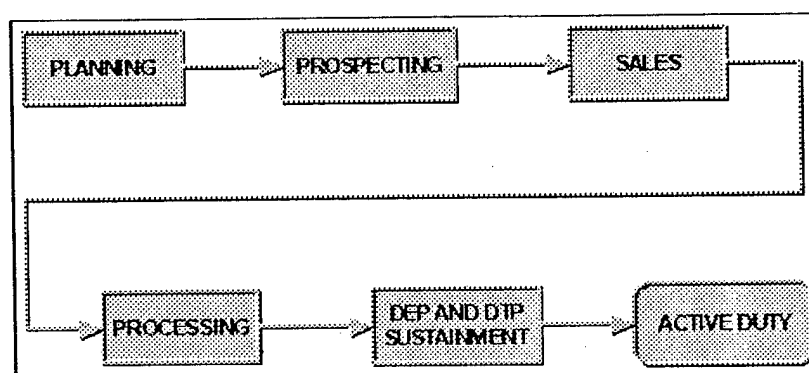 PLANNING
PROSPECTING
SALES
PROCESSING
DEP AND DTP
SUSTAINMENT
ACTIVE DUTY